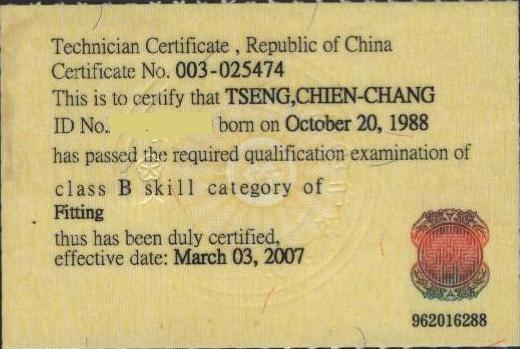 Technician Certificate , Republic of China
Certificate No. 003-025474
This is to certify that TSENG,CHIEN-CHANG
ID No. born on October 20, 1988
has passed the required qualification examination of
class B skill category of
Fitting
thus has been duly certified,
effective date: March 03, 2007
962016288